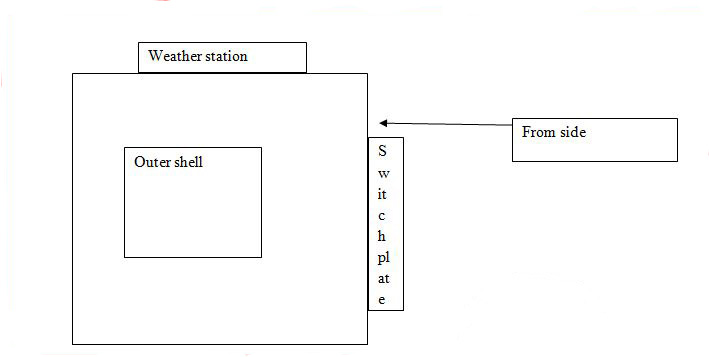 Weather station
From side
Outer shell
S
w
it
c
h
pl
at
e